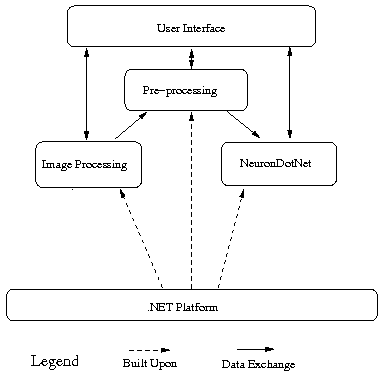 User Interface
Pre-processing
Image Processing
NeuronDotNet
.NET Platform
Legend
Built Upon
Data Exchange